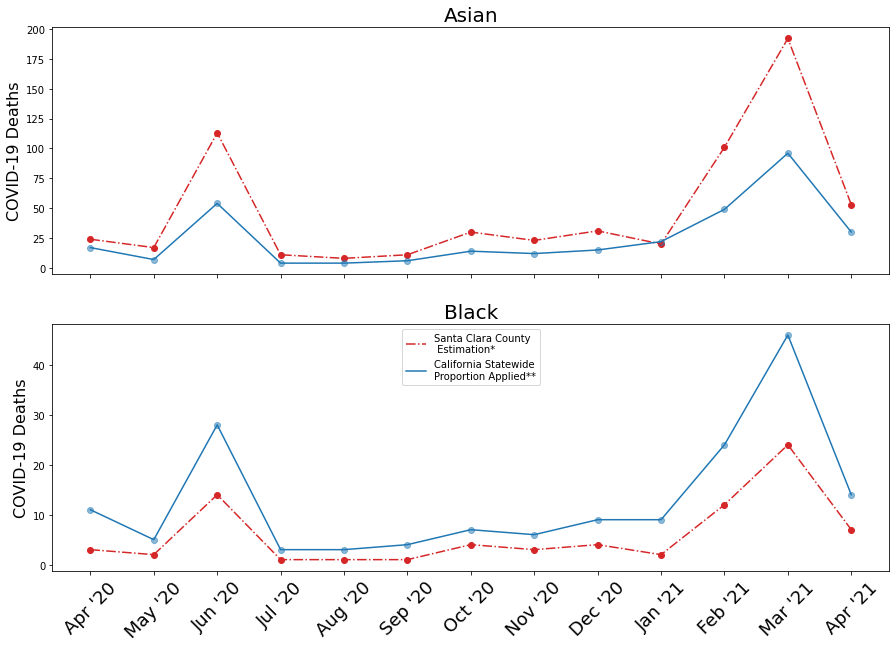 Asian
COVID-19 Deaths
200
175
150
125
100
75
50
25
0
Black
COVID-19 Deaths
40
30
20
10
0
Santa Clara County
Estimation*
California Statewide
Proportion Applied**
Apr '20
May '20
Jun '20
Jul '20
Aug '20
Sep '20
Oct '20
Nov '20
Dec '20
Jan '21
Feb '21
Mar '21
Apr '21